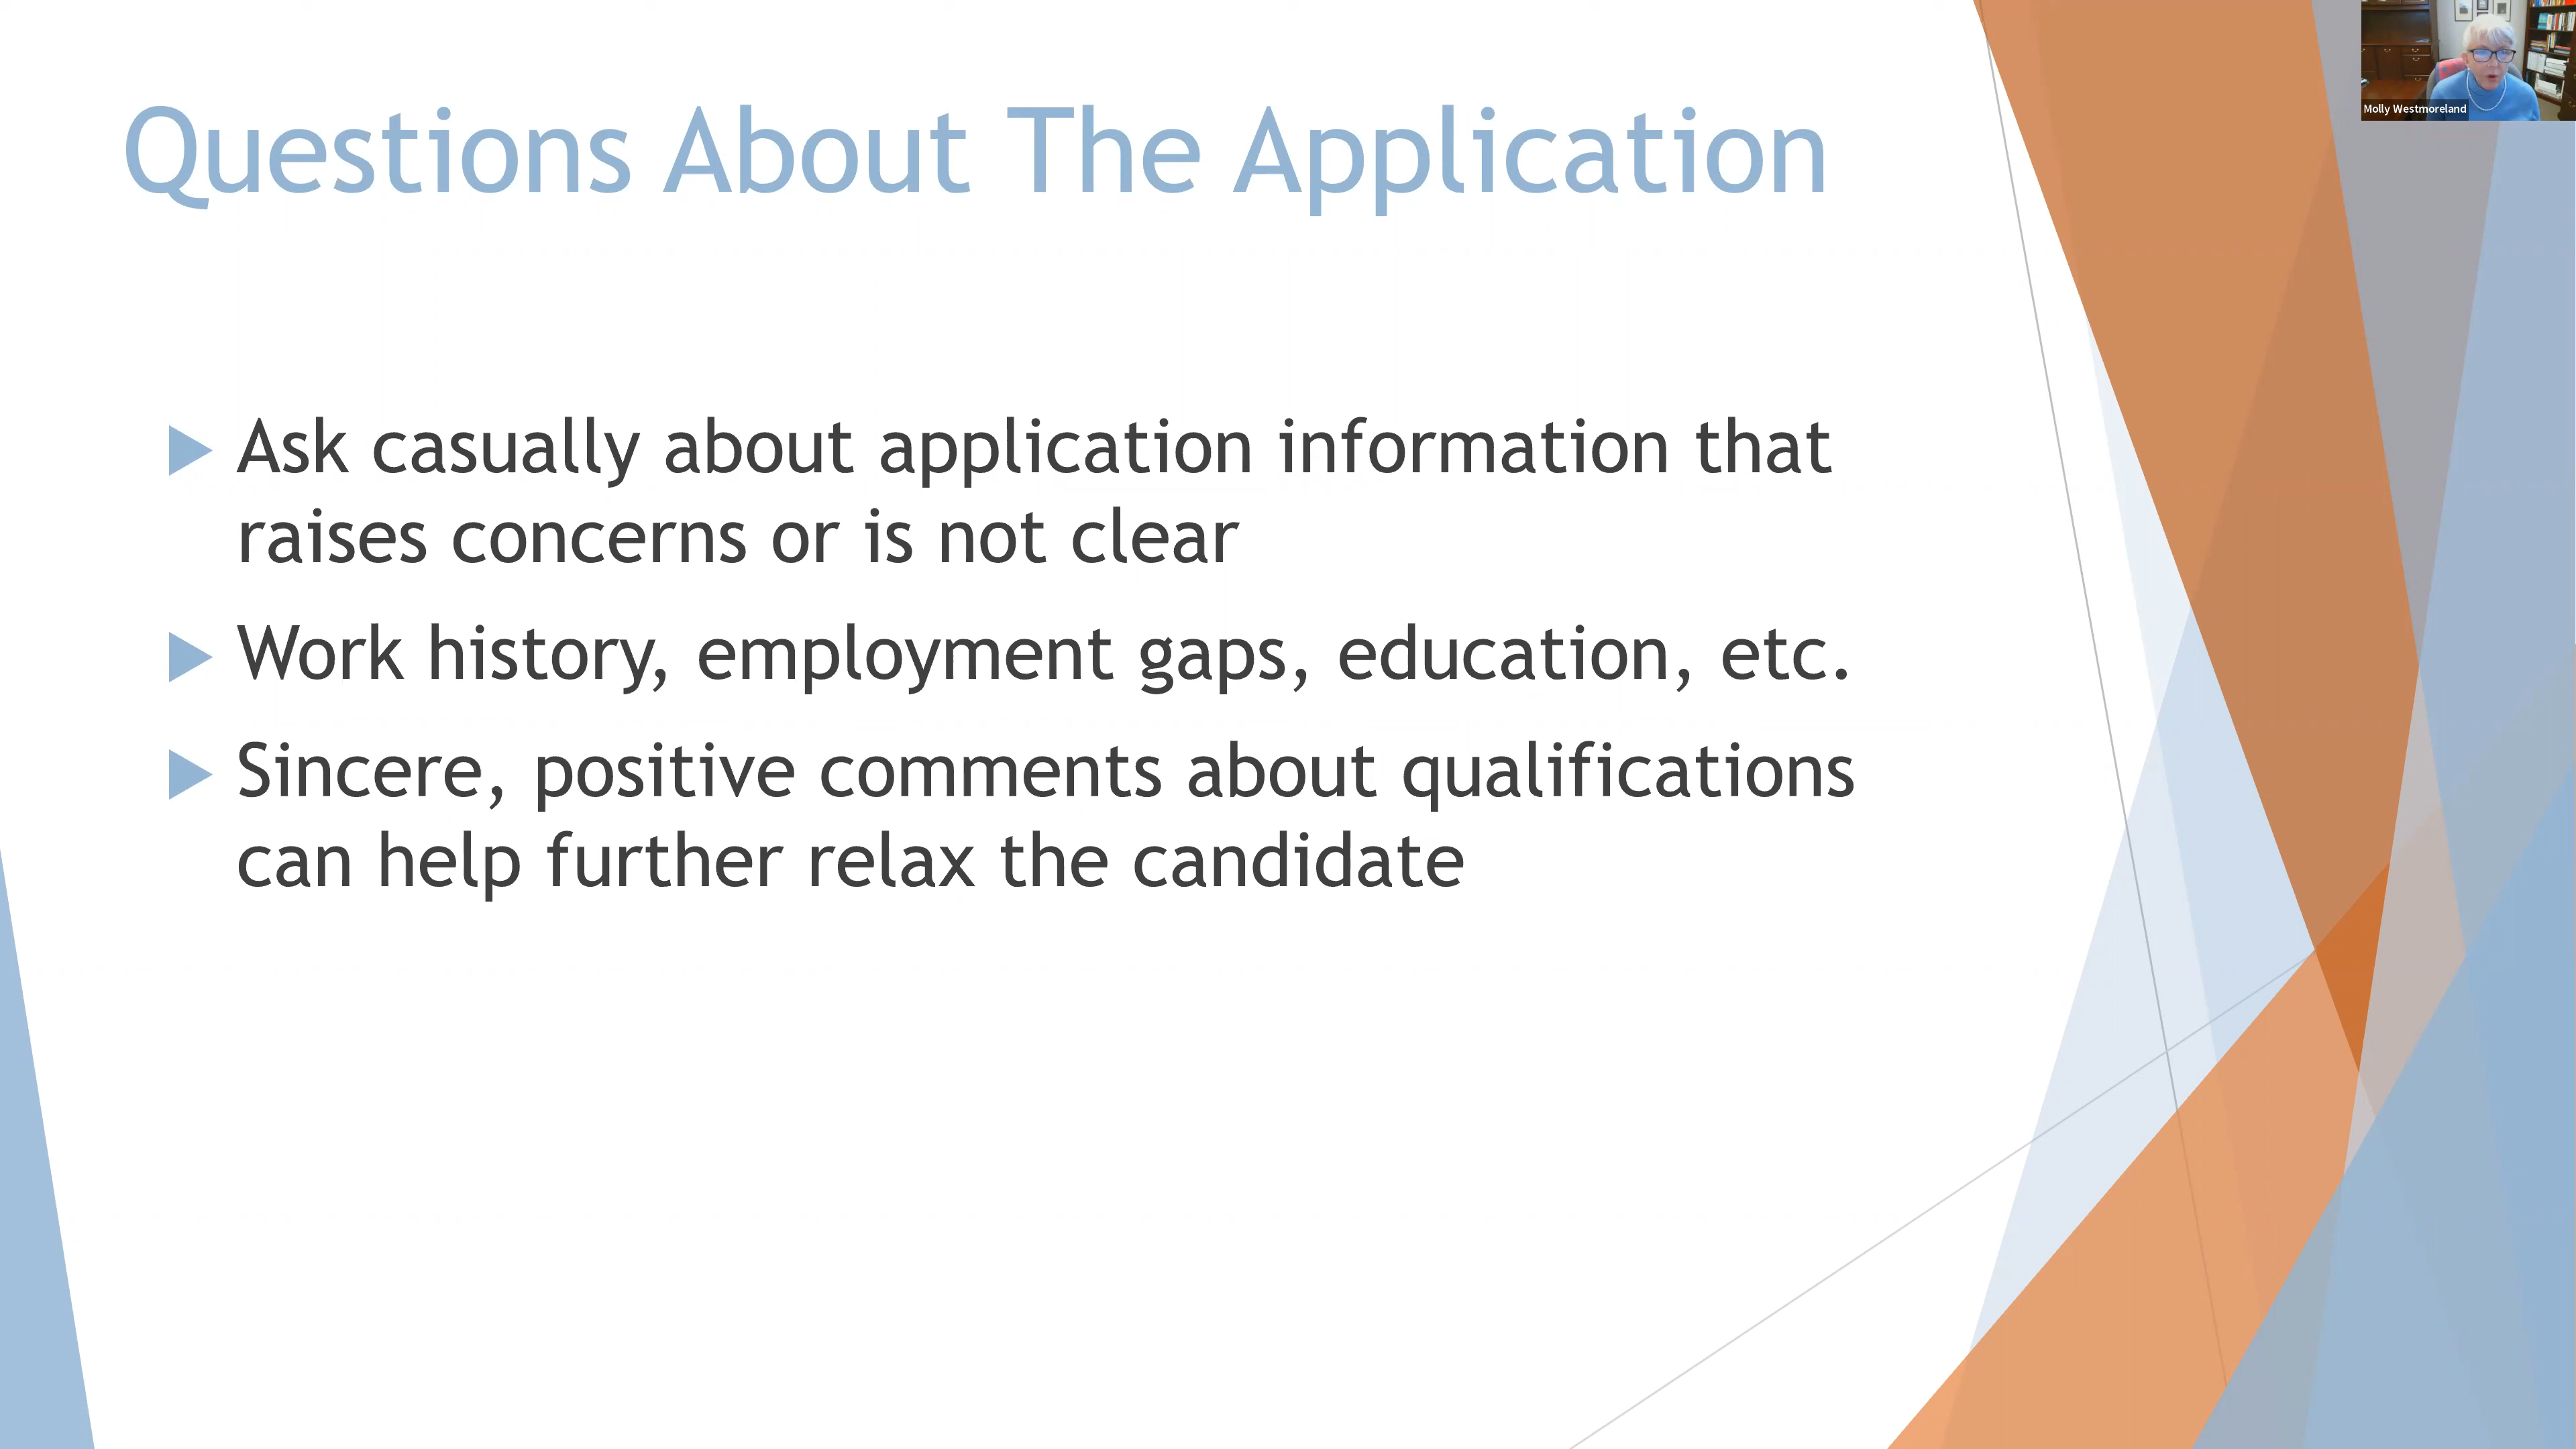 Questions About The Application
Molly Westmoreland
Ask casually about application information that
raises concerns or is not clear
Work history, employment gaps, education, etc.
Sincere, positive comments about qualifications
can help further relax the candidate